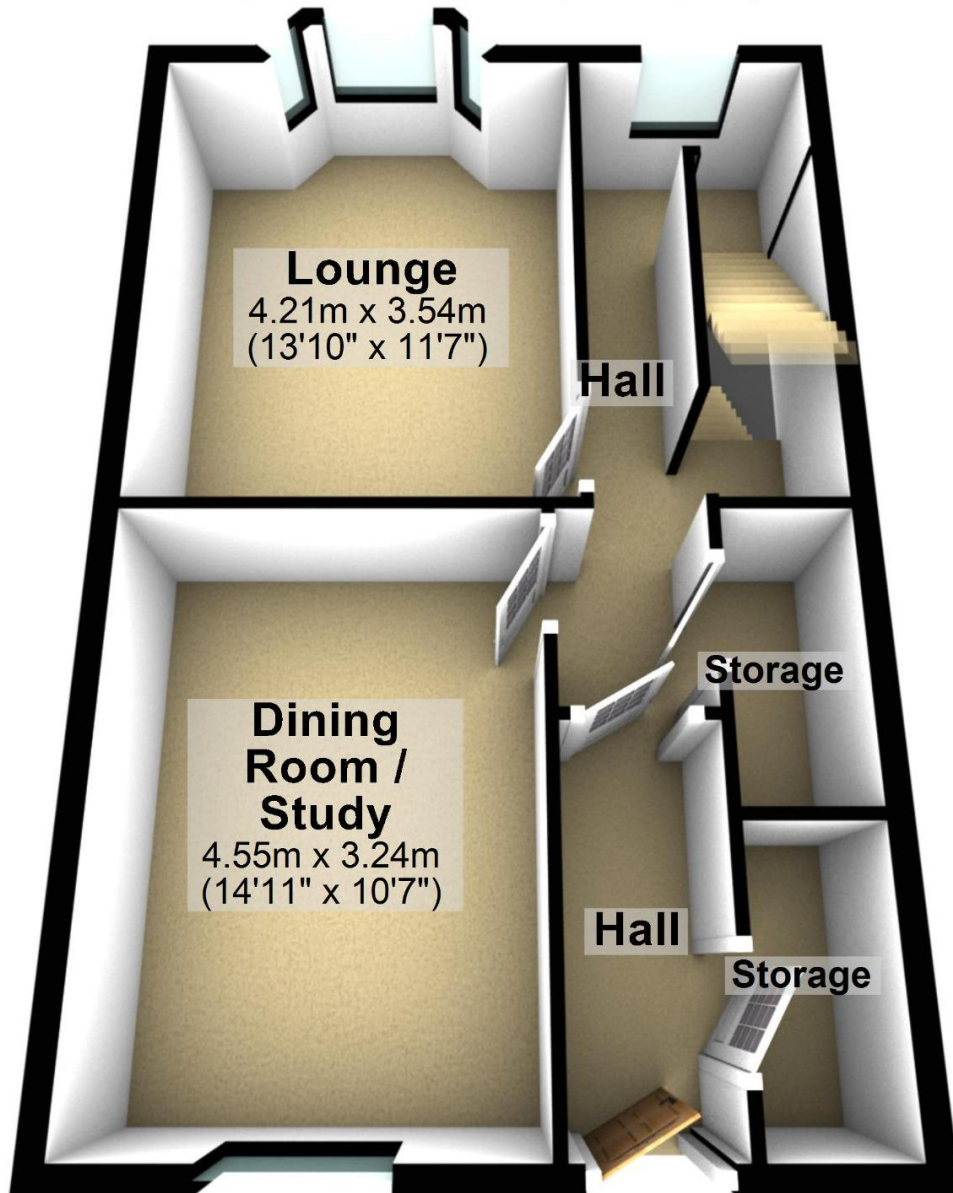 Lounge
4.21m x 3.54m
(13'10" x 11'7")
Hall
Storage
Dining
Room /
Study
4.55m x 3.24m
(14'11" x 10'7")
Hall
Storage